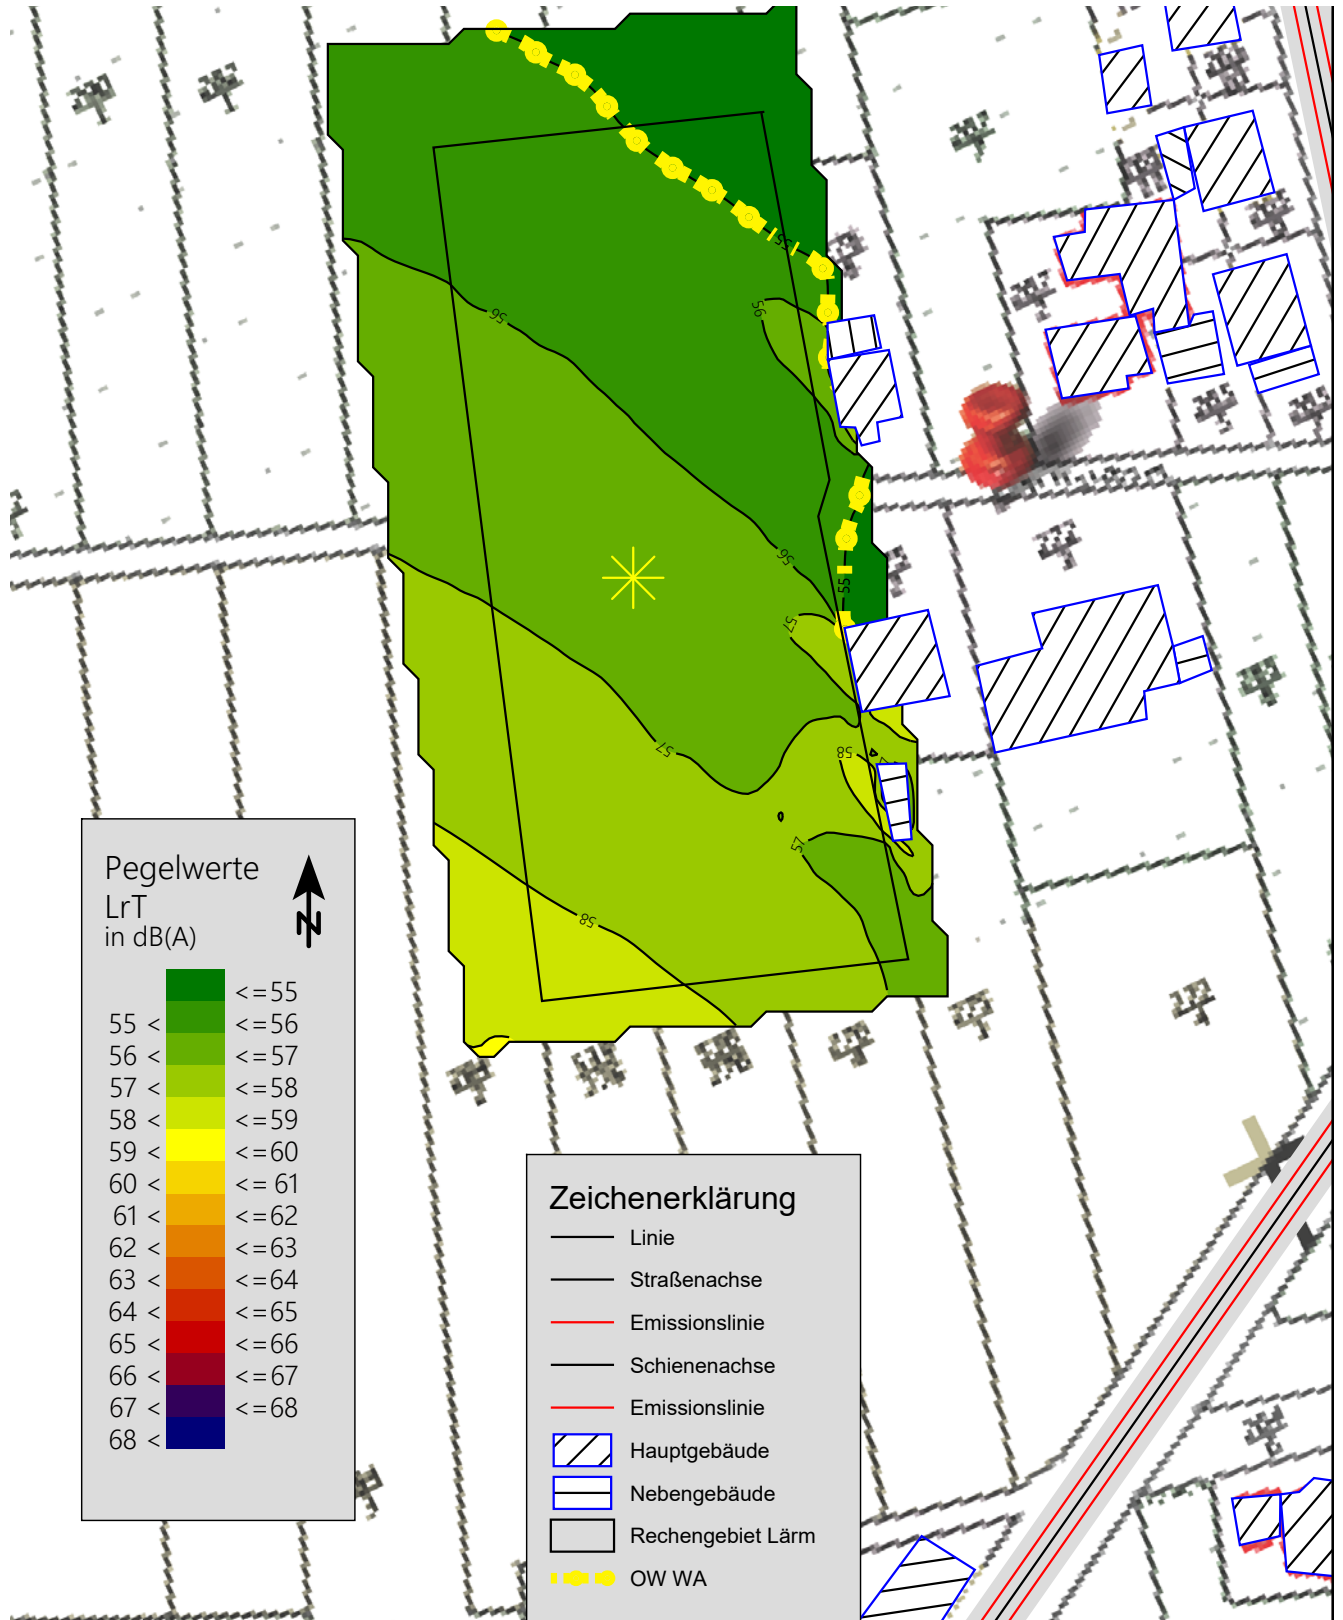 55
56
56
56
55
57
57
58
57
58
Pegelwerte
LrT
in dB(A)
N
<=55
55 < <=56
56 < <=57
57 < <=58
58 < <=59
59 < <=60
60 < <=61
61 < <=62
62 < <=63
63 < <=64
64 < <=65
65 < <=66
66 < <=67
67 < <=68
68 <
Zeichenerklärung
Linie
Straßenachse
Emissionslinie
Schienenachse
Emissionslinie
Hauptgebäude
Nebengebäude
Rechengebiet Lärm
OW WA